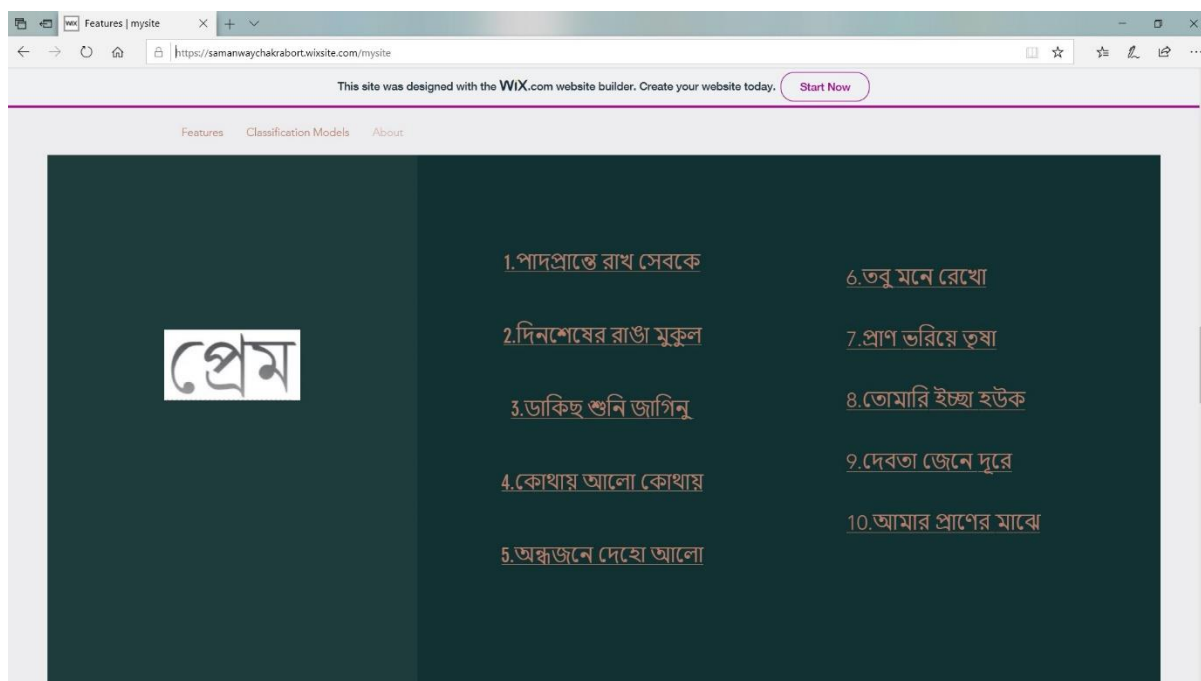 WiX Features | mysite
https://samanwaychakrabort.wixsite.com/mysite
This site was designed with the WiX.com website builder. Create your website today. Start Now
Features Classification Models About
প্রেম
1.পাদপ্রান্তে রাখ সেবকে
2.দিনশেষের রাঙা মুকুল
3.ডাকিছ শুনি জাগিনু
4.কোথায় আলো কোথায়
5.অন্ধজনে দেহো আলো
6.তবু মনে রেখো
7.প্রাণ ভরিয়ে তৃষা
8.তোমারি ইচ্ছা হউক
9.দেবতা জেনে দূরে
10.আমার প্রাণের মাঝে